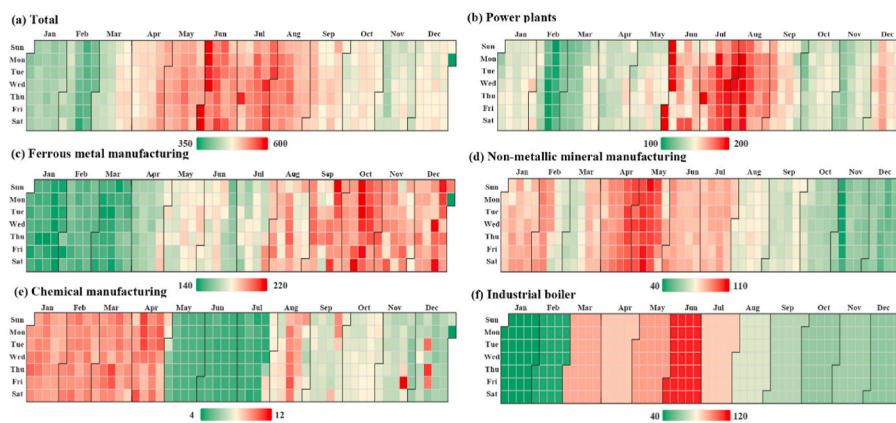 (a) Total
Jan Feb Mar Apr May Jun Jul Aug Sep Oct Nov Dec
Sun
Mon
Tue
Wed
Thu
Fri
Sat
350 600
(b) Power plants
Jan Feb Mar Apr May Jun Jul Aug Sep Oct Nov Dec
Sun
Mon
Tue
Wed
Thu
Fri
Sat
100 200
(c) Ferrous metal manufacturing
Jan Feb Mar Apr May Jun Jul Aug Sep Oct Nov Dec
Sun
Mon
Tue
Wed
Thu
Fri
Sat
140 220
(d) Non-metallic mineral manufacturing
Jan Feb Mar Apr May Jun Jul Aug Sep Oct Nov Dec
Sun
Mon
Tue
Wed
Thu
Fri
Sat
40 110
(e) Chemical manufacturing
Jan Feb Mar Apr May Jun Jul Aug Sep Oct Nov Dec
Sun
Mon
Tue
Wed
Thu
Fri
Sat
4 12
(f) Industrial boiler
Jan Feb Mar Apr May Jun Jul Aug Sep Oct Nov Dec
Sun
Mon
Tue
Wed
Thu
Fri
Sat
40 120